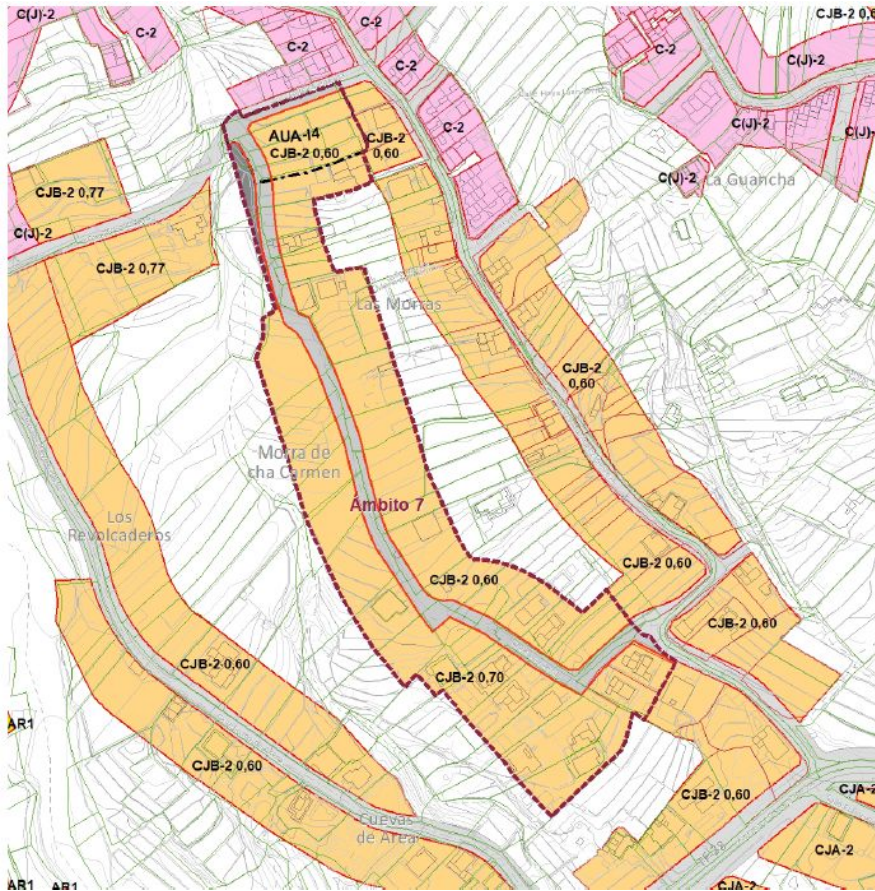 C(J)-2
C-2
C-2
CJB-2 0,6
C-2
C(J)-2
C-2
C(J)-2
C(J)-
AUA-14
CJB-2 0,60
CJB-2
0,60
C-2
C(J)-2
La Guancha
CJB-2 0,77
C(J)-2
CJB-2 0,77
Las Morras
CJB-2
0,60
Morra de
cha Carmen
Ámbito 7
Los
Revolcaderos
CJB-2 0,60
CJB-2 0,60
CJB-2 0,60
CJB-2 0,60
CJB-2 0,70
AR1
CJB-2 0,60
CJB-2 0,60
CJA-2
Cuevas
de Area
CJA-2
AR1
AR1
CJA-2